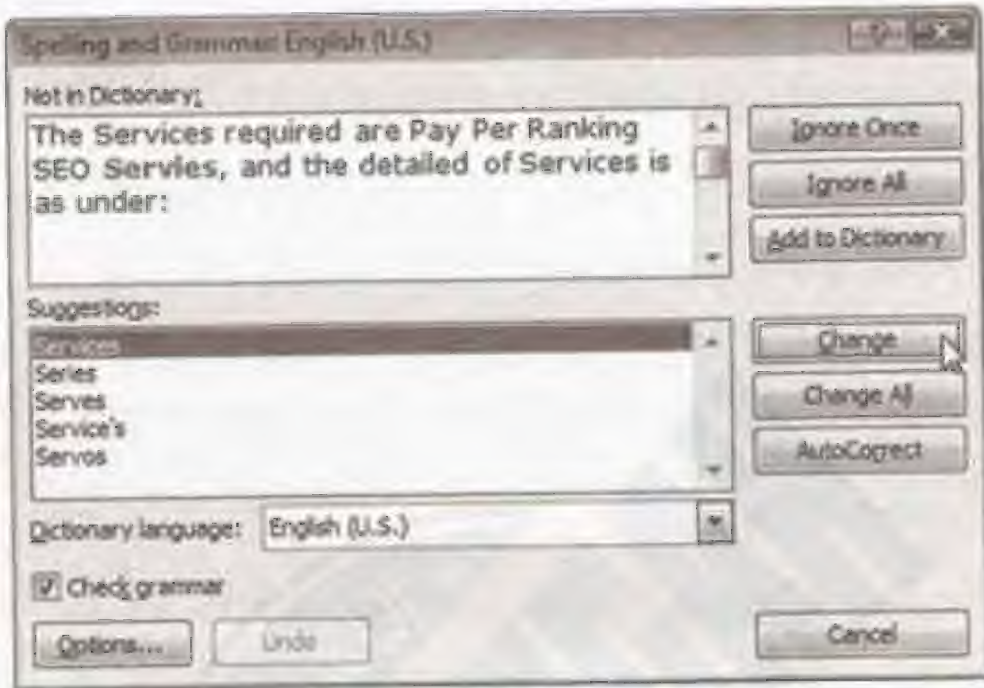 Spelling and Grammar: English (U.S.)
Not in Dictionary:
The Services required are Pay Per Ranking
SEO Servies, and the detailed of Services is
as under:
Ignore Once
Ignore All
Add to Dictionary
Suggestions:
Services
Series
Serves
Service's
Servos
Change
Change All
AutoCorrect
Dictionary language: English (U.S.)
Check grammar
Options... Undo
Cancel